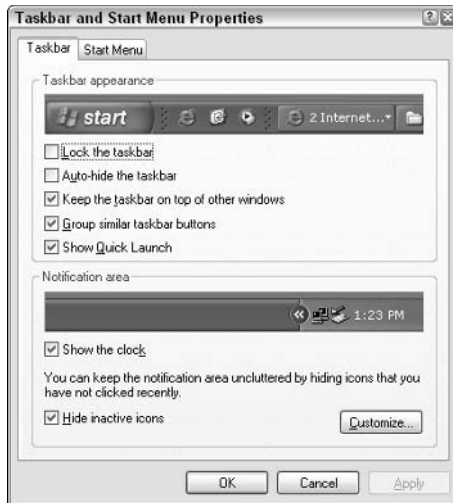 Taskbar and Start Menu Properties
Taskbar
Start Menu
Taskbar appearance
start
2 Internet...
Lock the taskbar
Auto-hide the taskbar
Keep the taskbar on top of other windows
Group similar taskbar buttons
Show Quick Launch
Notification area
1:23 PM
Show the clock
You can keep the notification area uncluttered by hiding icons that you
have not clicked recently.
Hide inactive icons
Customize...
OK
Cancel
Apply